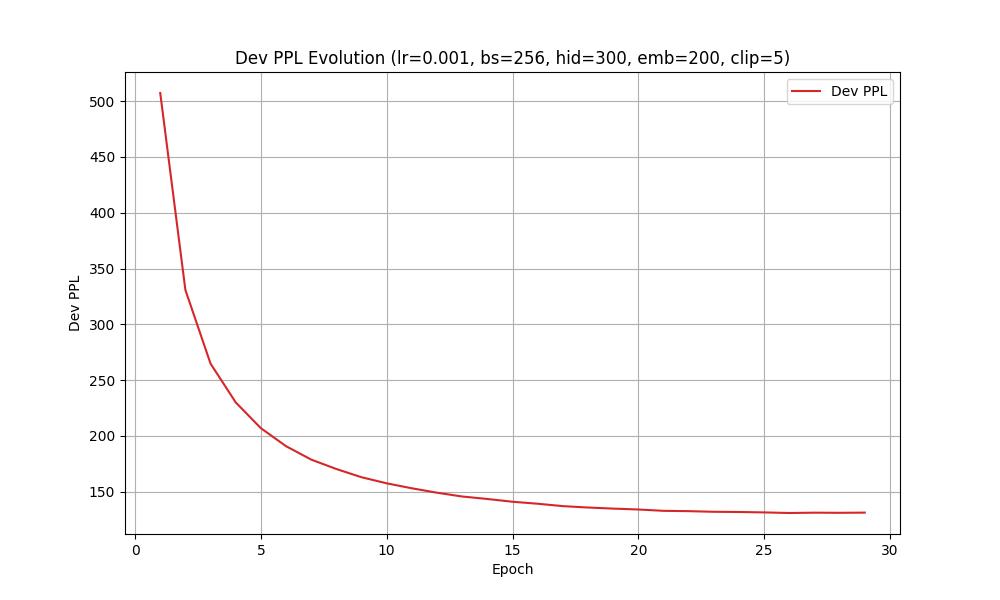 Dev PPL Evolution (lr=0.001, bs=256, hid=300, emb=200, clip=5)
Dev PPL
500
450
400
350
300
250
200
150
Dev PPL
0 5 10 15 20 25 30
Epoch